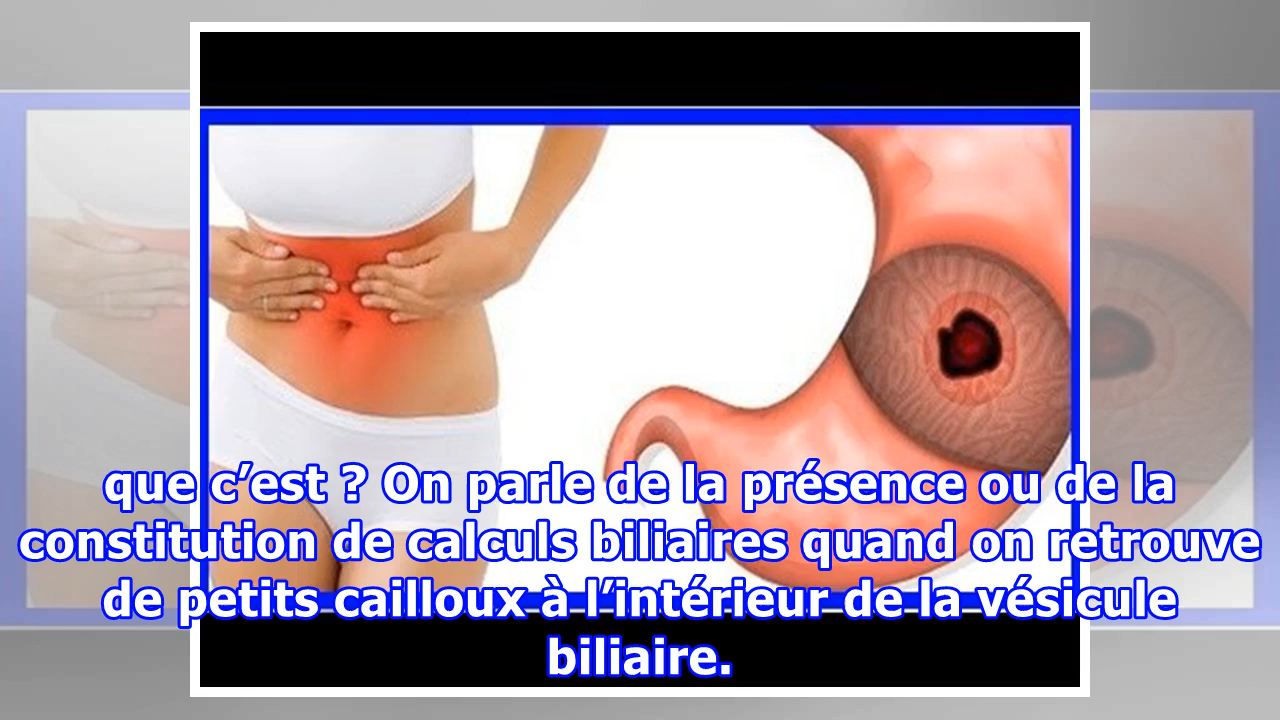 que c’est ? On parle de la présence ou de la
constitution de calculs biliaires quand on retrouve
de petits cailloux à l’intérieur de la vésicule
biliaire.